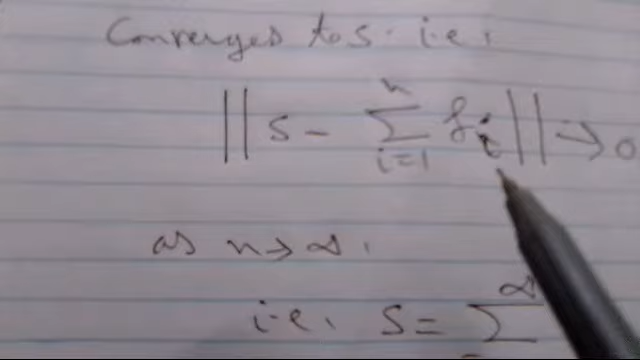 Converges to s. i.e.
|| s - ∑_{i=1}^{n} f_i || → 0
as n → ∞.
i.e. s = ∑^{∞}